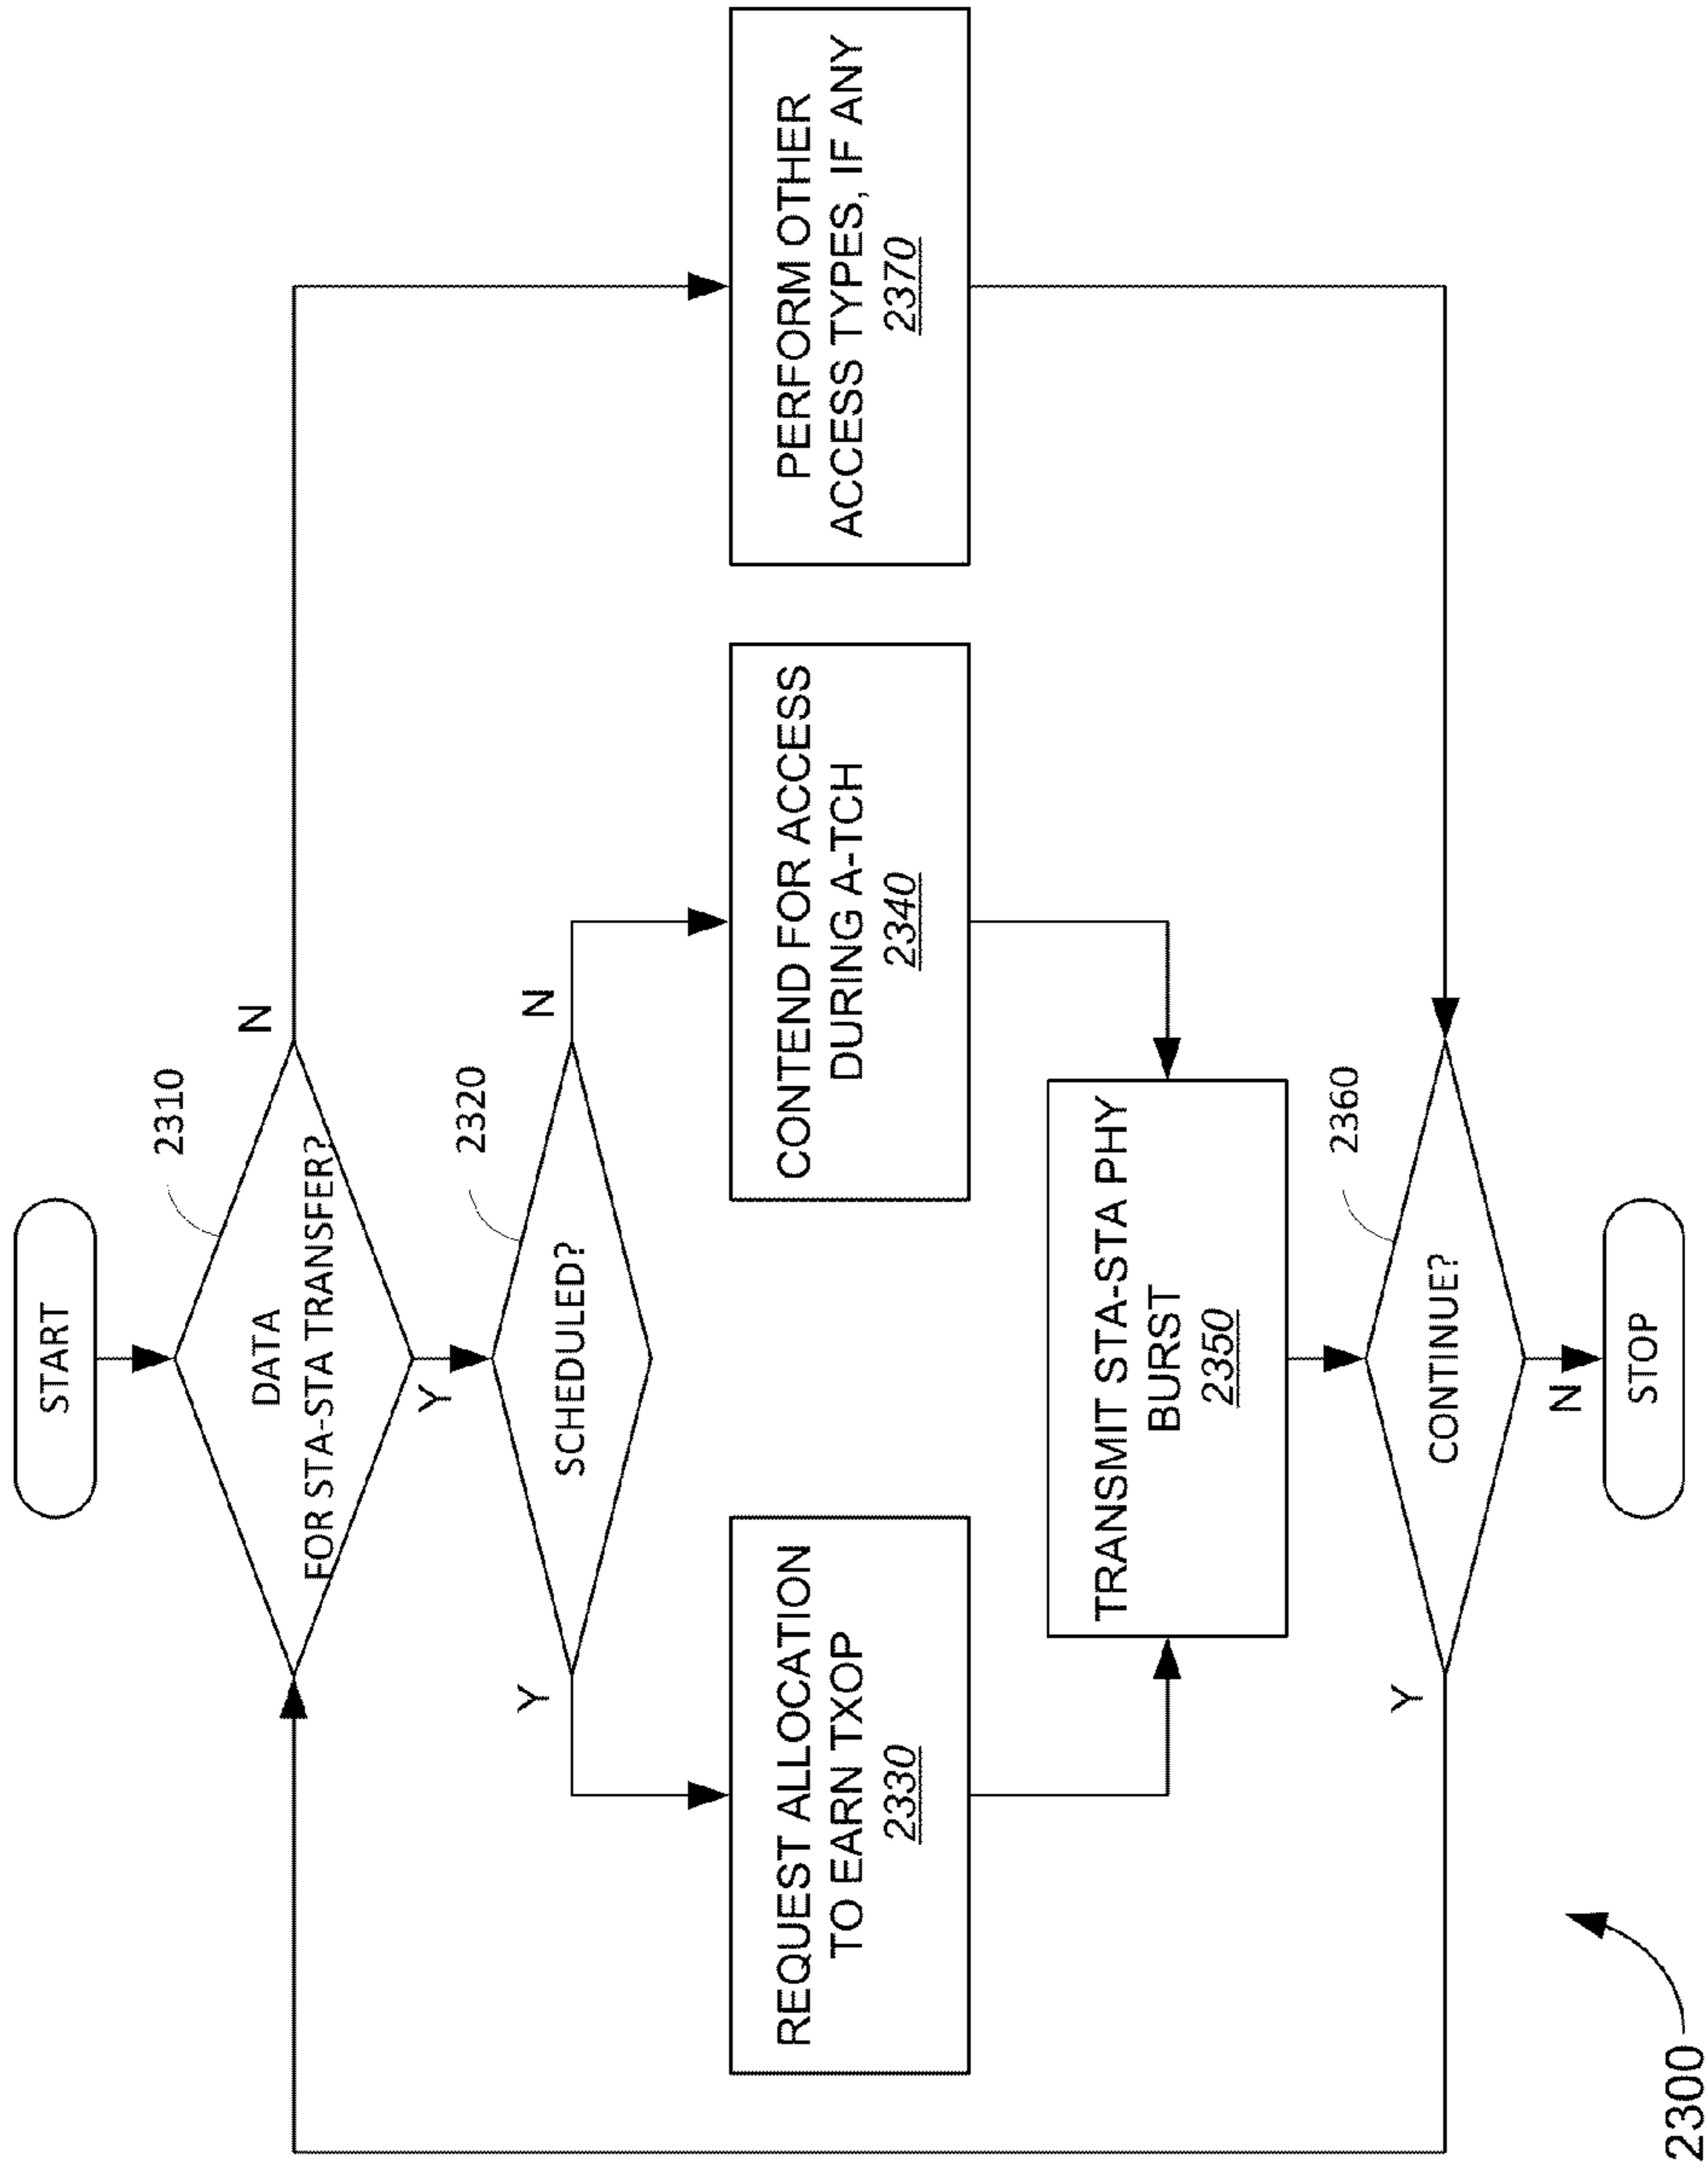 START
2310
DATA
FOR STA-STA TRANSFER?
N
Y
2320
SCHEDULED?
Y
N
REQUEST ALLOCATION
TO EARN TXOP
2330
CONTEND FOR ACCESS
DURING A-TCH
2340
PERFORM OTHER
ACCESS TYPES, IF ANY
2370
TRANSMIT STA-STA PHY
BURST
2350
2360
CONTINUE?
Y
N
STOP
2300